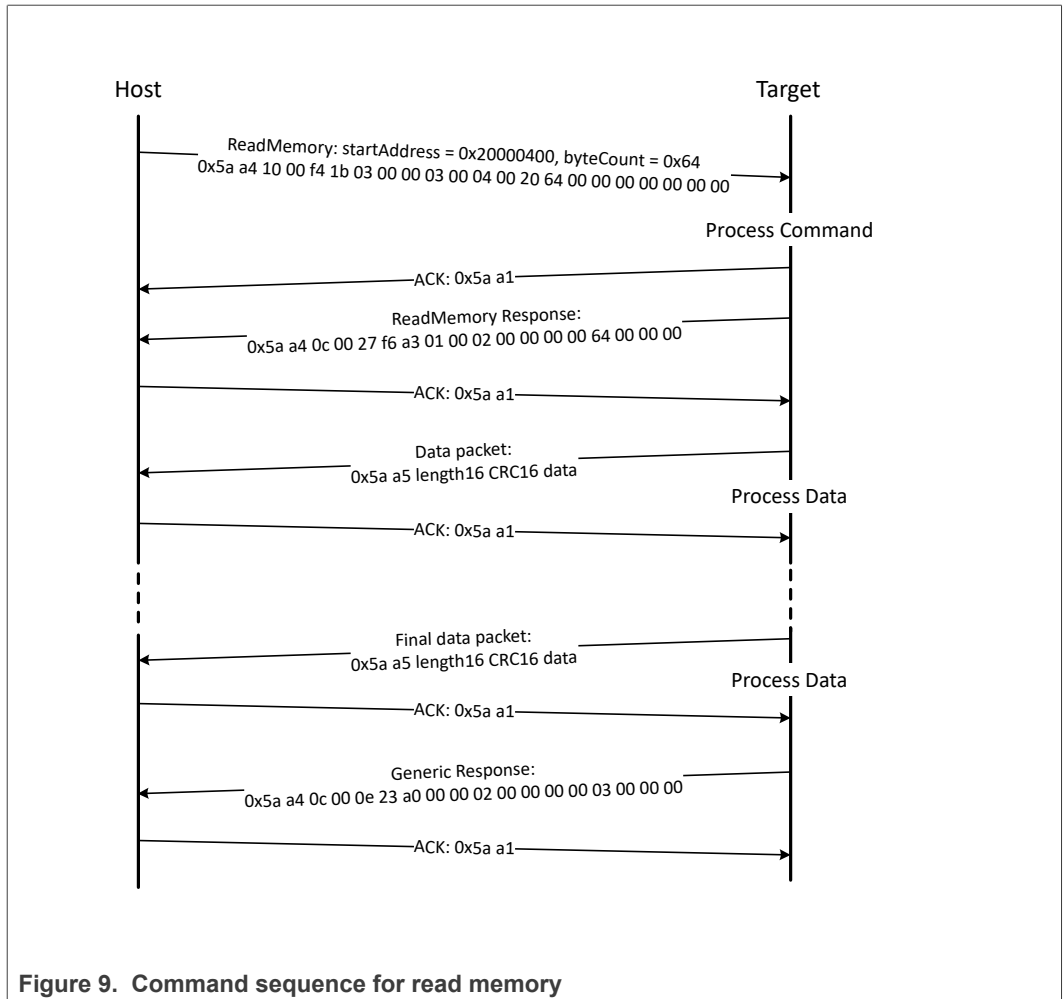 Host
Target
ReadMemory: startAddress = 0x20000400, byteCount = 0x64
0x5a a4 10 00 f4 1b 03 00 00 03 00 04 00 20 64 00 00 00 00 00 00 00
Process Command
ACK: 0x5a a1
ReadMemory Response:
0x5a a4 0c 00 27 f6 a3 01 00 02 00 00 00 00 64 00 00 00
ACK: 0x5a a1
Data packet:
0x5a a5 length16 CRC16 data
Process Data
ACK: 0x5a a1
Final data packet:
0x5a a5 length16 CRC16 data
Process Data
ACK: 0x5a a1
Generic Response:
0x5a a4 0c 00 0e 23 a0 00 00 02 00 00 00 00 03 00 00 00
ACK: 0x5a a1
Figure 9. Command sequence for read memory